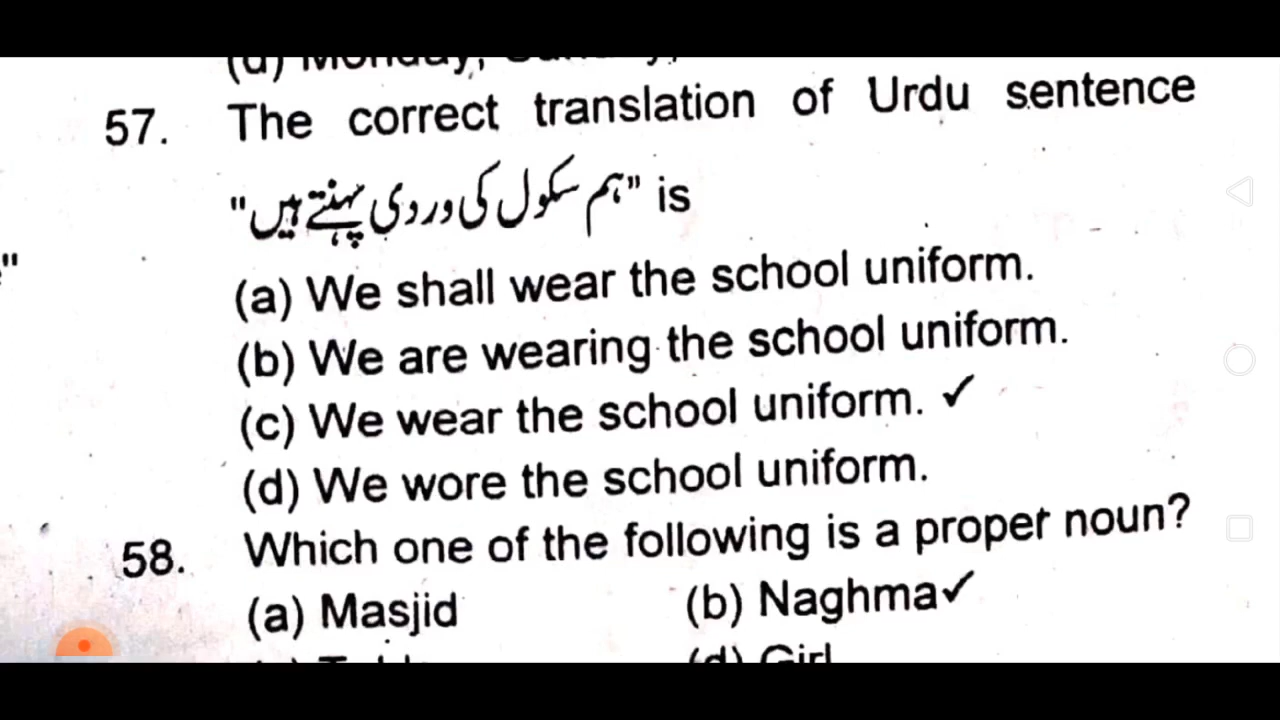 (d) Monday,
57. The correct translation of Urdu sentence
"ہم سکول کی وردی پہنتے ہیں" is
"
(a) We shall wear the school uniform.
(b) We are wearing the school uniform.
(c) We wear the school uniform. ✓
(d) We wore the school uniform.
58. Which one of the following is a proper noun?
(a) Masjid (b) Naghma✓
(d) Girl